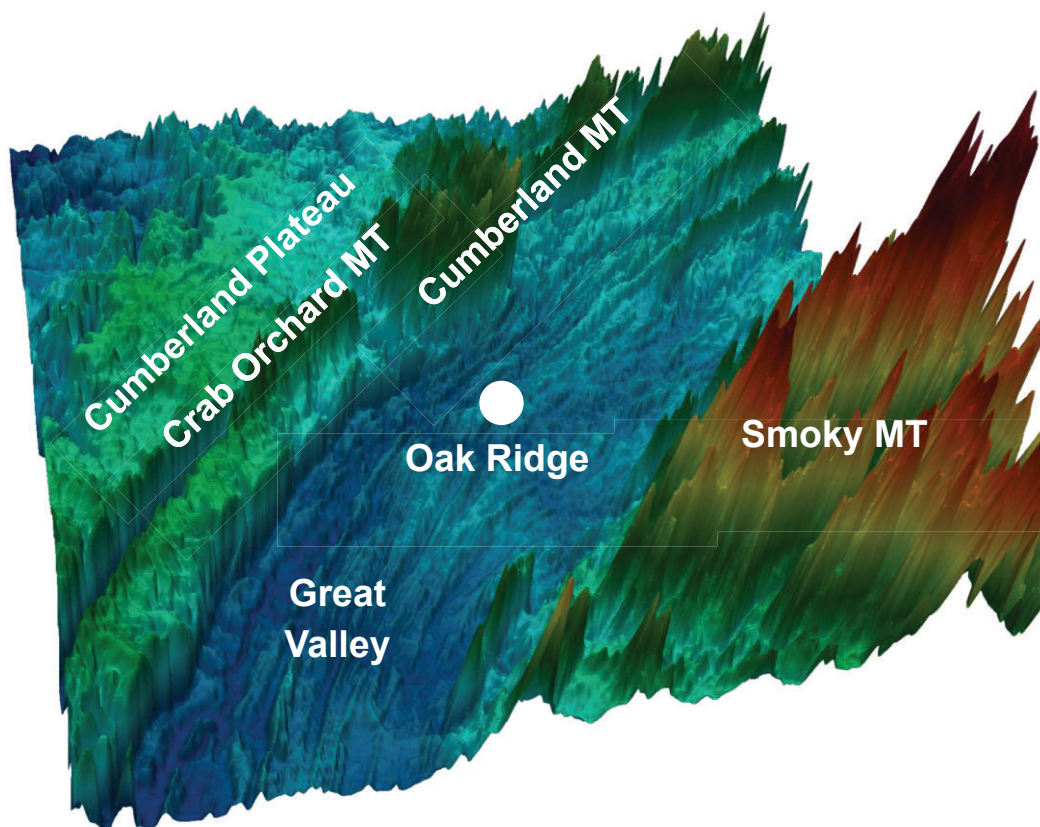 Cumberland Plateau
Crab Orchard MT
Cumberland MT
Oak Ridge
Smoky MT
Great
Valley